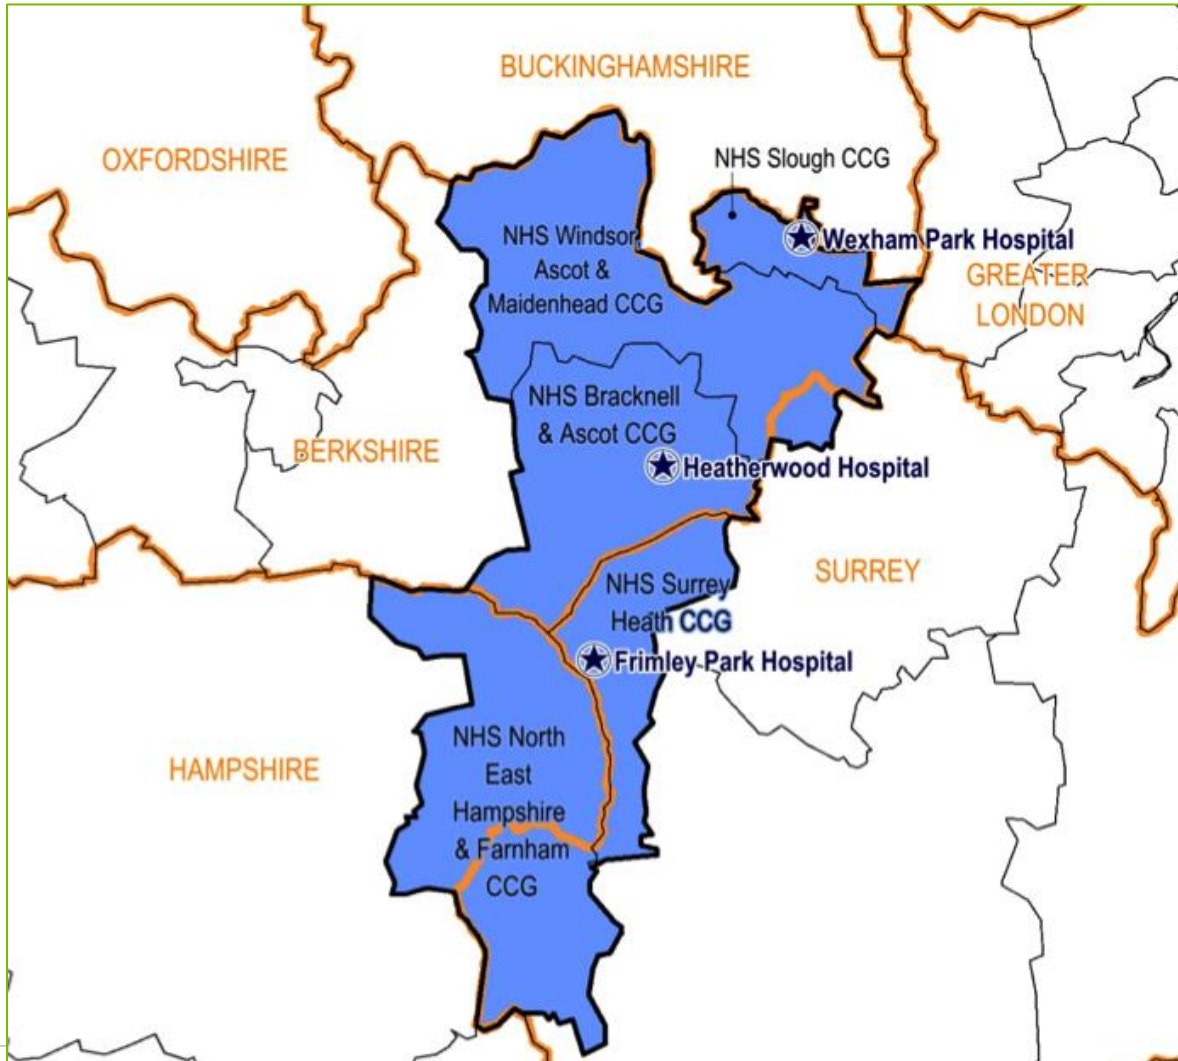 BUCKINGHAMSHIRE
OXFORDSHIRE
NHS Slough CCG
NHS Windsor,
Ascot &
Maidenhead CCG
Wexham Park Hospital
GREATER
LONDON
NHS Bracknell
& Ascot CCG
BERKSHIRE
Heatherwood Hospital
SURREY
NHS Surrey
Heath CCG
Frimley Park Hospital
HAMPSHIRE
NHS North
East
Hampshire
& Farnham
CCG